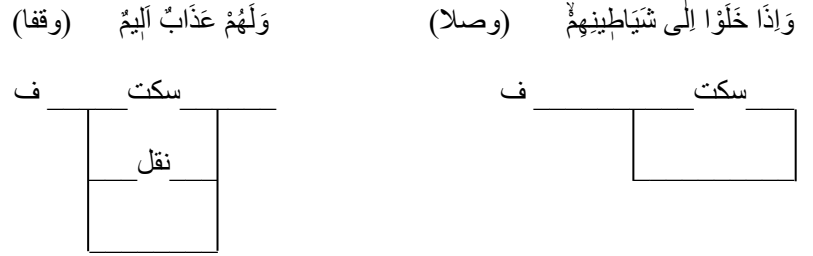 وَاِذَا خَلَوْا اِلٰى شَيَاطٖينِهِمْۙ (وصلا) وَلَهُمْ عَذَابٌ اَلٖيمٌ (وقفا)
سكت ف سكت ف
نقل